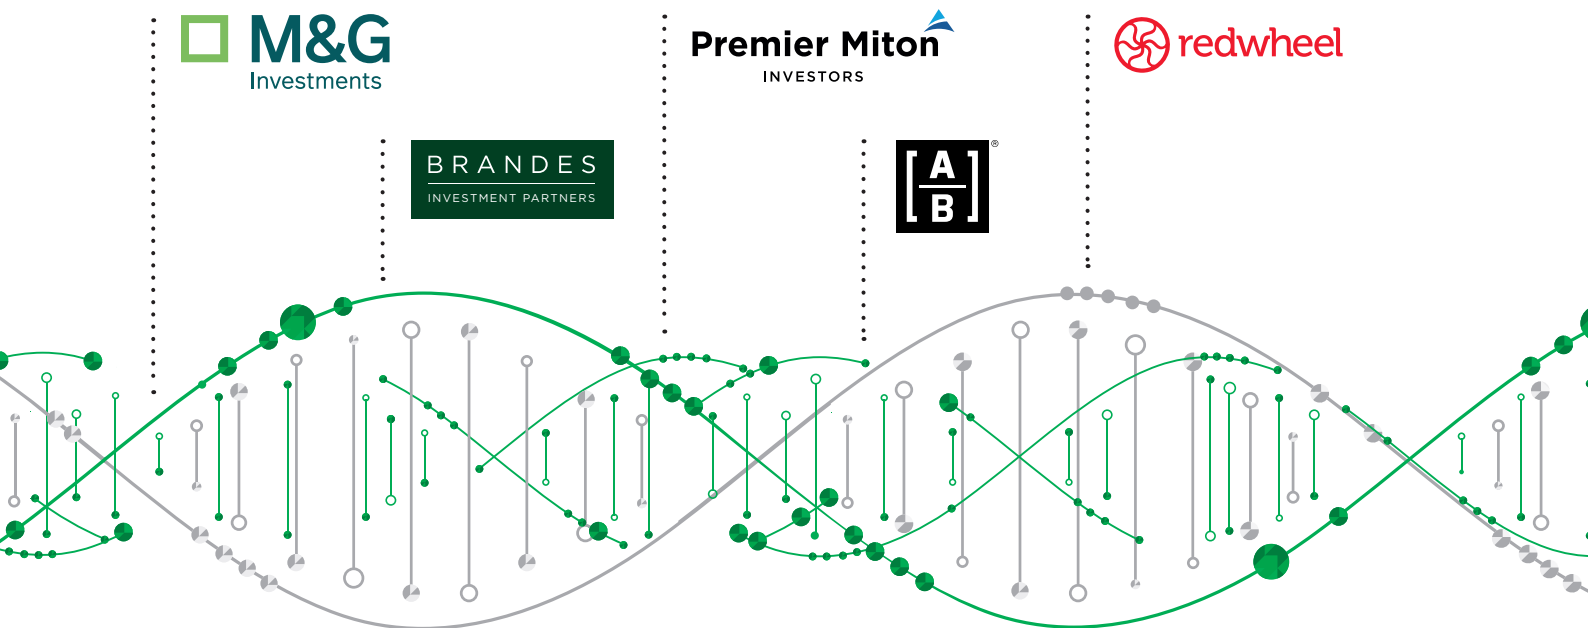 M&G
Investments
Premier Miton
INVESTORS
redwheel
BRANDES
INVESTMENT PARTNERS
[A
B]®